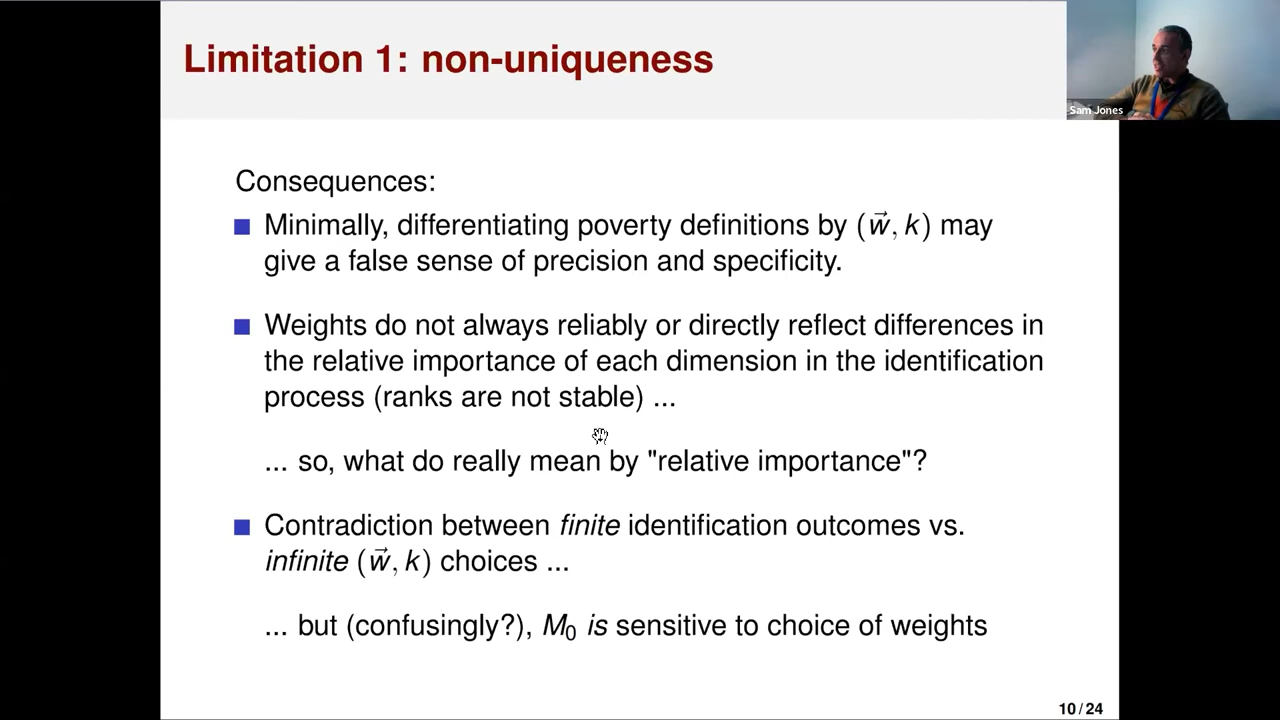 Limitation 1: non-uniqueness
Sam Jones
Consequences:
Minimally, differentiating poverty definitions by (w⃗, k) may
give a false sense of precision and specificity.
Weights do not always reliably or directly reflect differences in
the relative importance of each dimension in the identification
process (ranks are not stable) ...
... so, what do really mean by "relative importance"?
Contradiction between finite identification outcomes vs.
infinite (w⃗, k) choices ...
... but (confusingly?), M₀ is sensitive to choice of weights
10 / 24